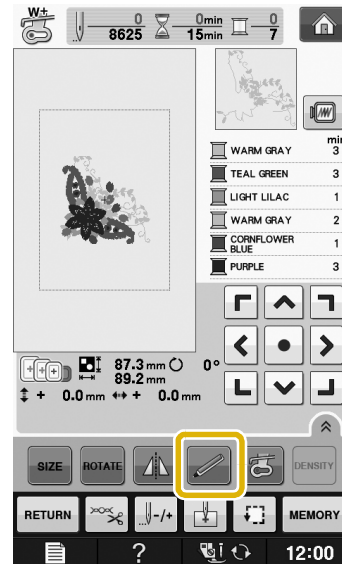 W+
0 0min 0
8625 15min 7
min
WARM GRAY 3
TEAL GREEN 3
LIGHT LILAC 1
WARM GRAY 2
CORNFLOWER BLUE 1
PURPLE 3
87.3 mm 0°
89.2 mm
+ 0.0 mm + 0.0 mm
SIZE ROTATE DENSITY
RETURN -/+ MEMORY
? 12:00